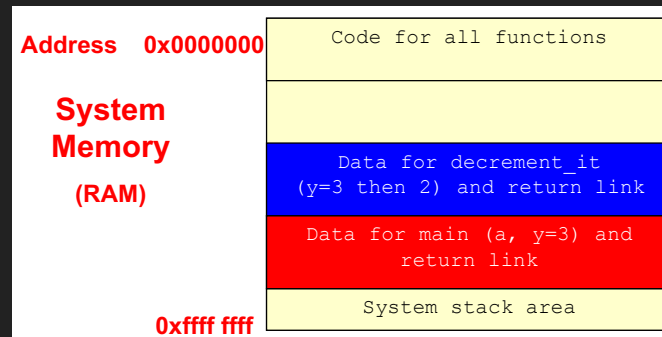 Address 0x0000000
Code for all functions
System
Memory
(RAM)
Data for decrement_it
(y=3 then 2) and return link
Data for main (a, y=3) and
return link
System stack area
0xffff ffff